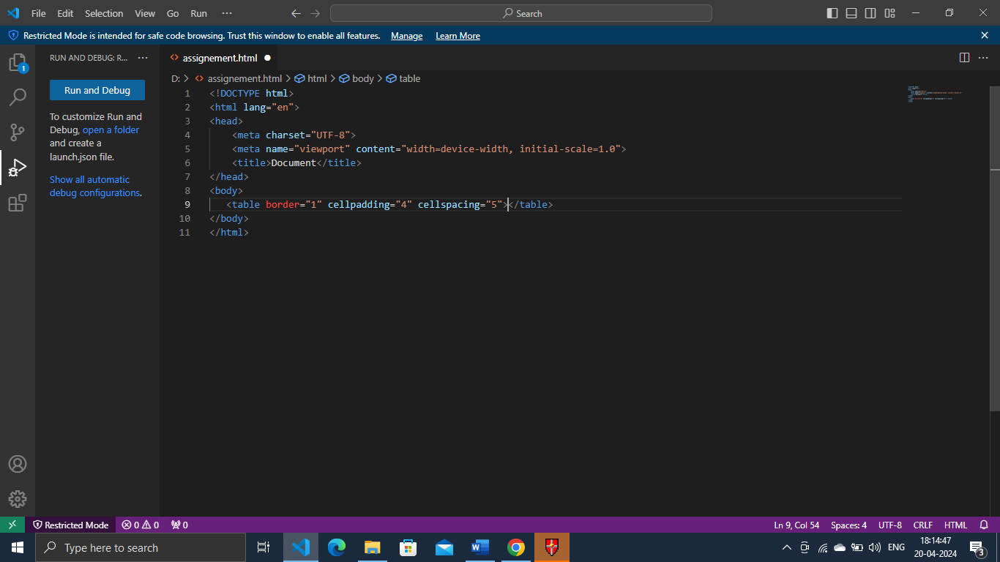 File Edit Selection View Go Run ··· Search
Restricted Mode is intended for safe code browsing. Trust this window to enable all features. Manage Learn More
RUN AND DEBUG: R... ···
Run and Debug
To customize Run and
Debug, open a folder
and create a
launch.json file.
Show all automatic
debug configurations.
1
assignement.html
D: > assignement.html > html > body > table
1 <!DOCTYPE html>
2 <html lang="en">
3 <head>
4 <meta charset="UTF-8">
5 <meta name="viewport" content="width=device-width, initial-scale=1.0">
6 <title>Document</title>
7 </head>
8 <body>
9 <table border="1" cellpadding="4" cellspacing="5"></table>
10 </body>
11 </html>
Restricted Mode 0 0 0 Ln 9, Col 54 Spaces: 4 UTF-8 CRLF HTML
Type here to search
ENG
18:14:47
20-04-2024
3